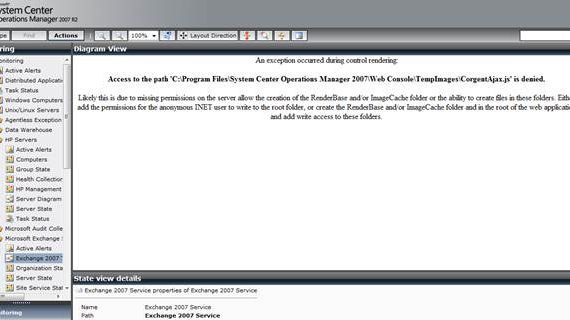 System Center
Operations Manager 2007 R2
Find
Actions
100%
Layout Direction
Diagram View
Active Alerts
Distributed Applicatio
Task Status
Windows Computers
Unix/Linux Servers
Agentless Exception
Data Warehouse
HP Servers
Active Alerts
Computers
Group State
Health Collection
HP Management
Server Diagram
Server State
Task Status
Microsoft Audit Colle
Microsoft Exchange S
Active Alerts
Exchange 2007
Organization Sta
Server State
Site Service Stat
An exception occurred during control rendering:
Access to the path 'C:\Program Files\System Center Operations Manager 2007\Web Console\TempImages\CorgentAjax.js' is denied.
Likely this is due to missing permissions on the server allow the creation of the RenderBase and/or ImageCache folder or the ability to create files in these folders. Eith
add the permissions for the anonymous INET user to write to the root folder, or create the RenderBase and/or ImageCache folder and in the root of the web applicati
and add write access to these folders.
State view details
Exchange 2007 Service properties of Exchange 2007 Service
Name Exchange 2007 Service
Path Exchange 2007 Service